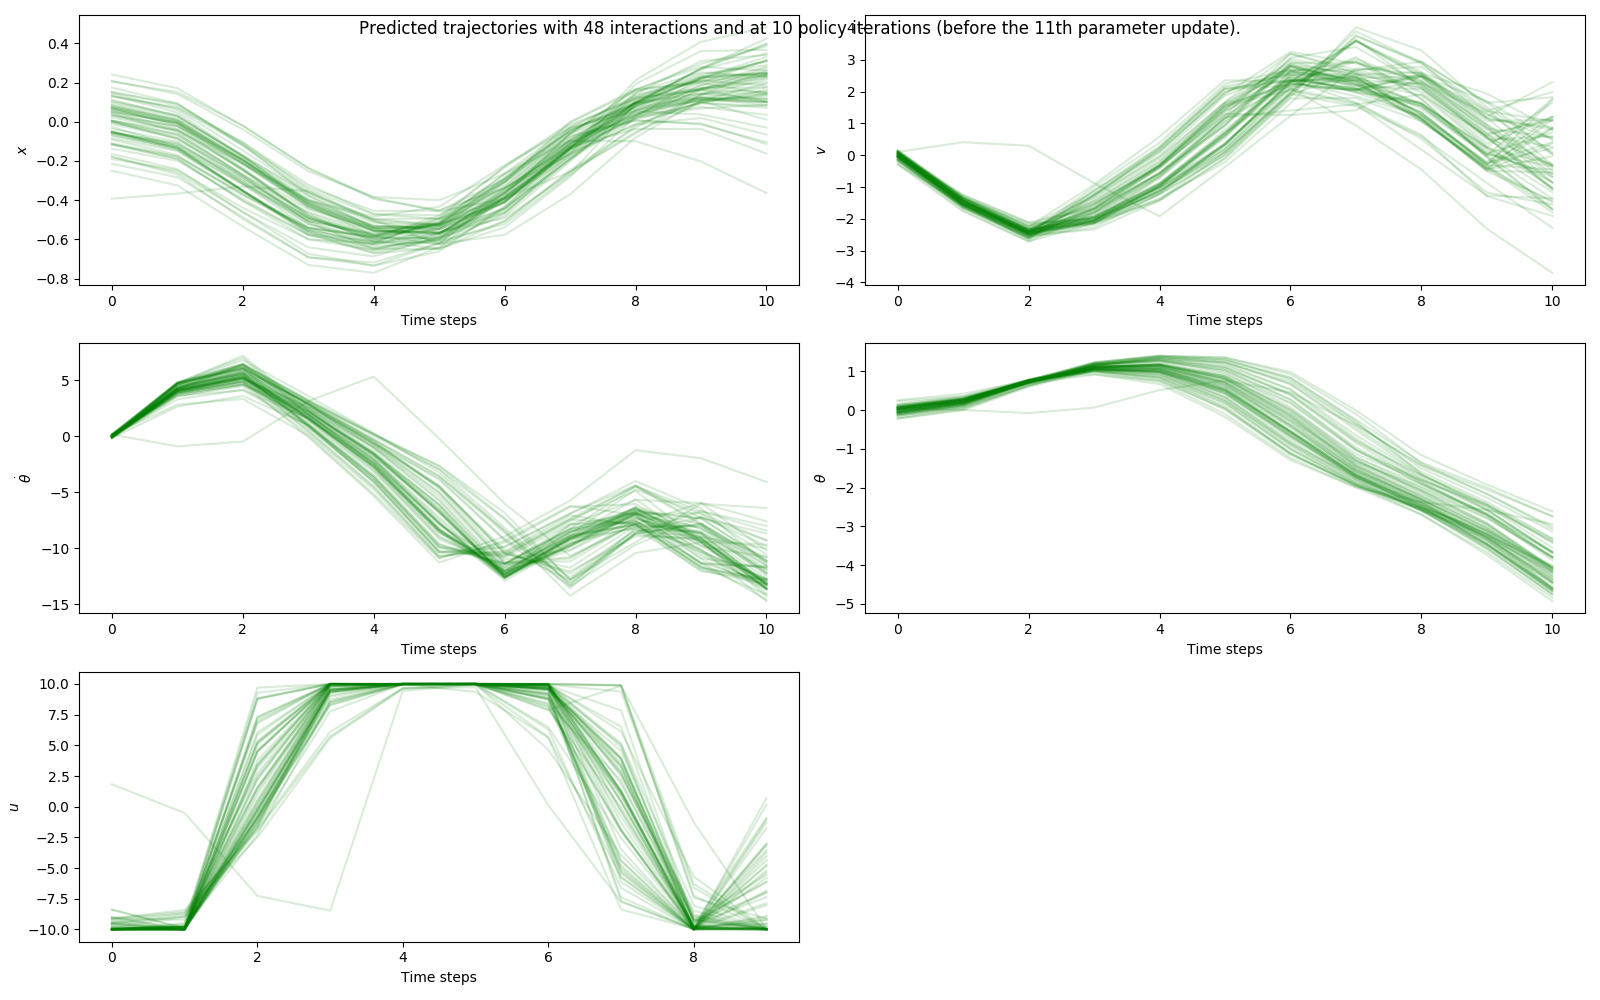 Predicted trajectories with 48 interactions and at 10 policy iterations (before the 11th parameter update).
0.4
0.2
0.0
−0.2
−0.4
−0.6
−0.8
x
0 2 4 6 8 10
Time steps
4
3
2
1
0
−1
−2
−3
−4
v
0 2 4 6 8 10
Time steps
5
0
−5
−10
−15
θ̇
0 2 4 6 8 10
Time steps
1
0
−1
−2
−3
−4
−5
θ
0 2 4 6 8 10
Time steps
10.0
7.5
5.0
2.5
0.0
−2.5
−5.0
−7.5
−10.0
u
0 2 4 6 8
Time steps